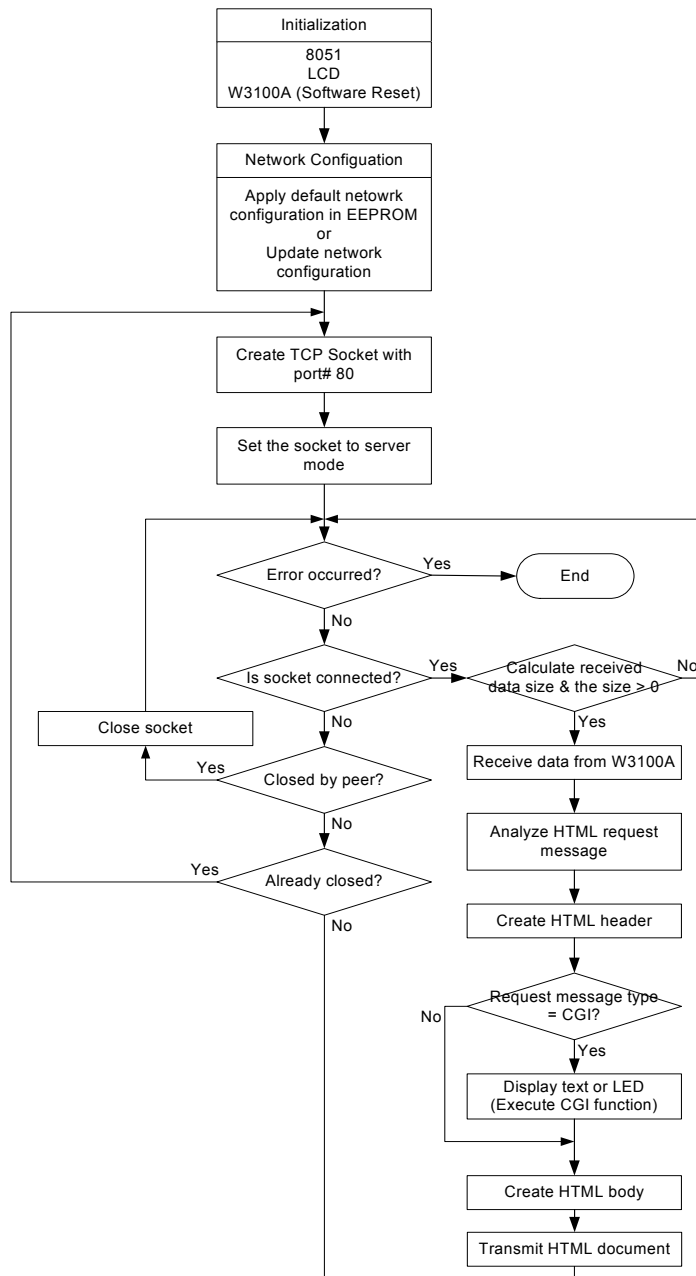 Initialization
8051
LCD
W3100A (Software Reset)
Network Configuation
Apply default netowrk
configuration in EEPROM
or
Update network
configuration
Create TCP Socket with
port# 80
Set the socket to server
mode
Error occurred?
Yes
End
No
Is socket connected?
Yes
Calculate received
data size & the size > 0
No
No
Yes
Close socket
Receive data from W3100A
Closed by peer?
Yes
No
Analyze HTML request
message
Already closed?
Yes
No
Create HTML header
Request message type
= CGI?
No
Yes
Display text or LED
(Execute CGI function)
Create HTML body
Transmit HTML document